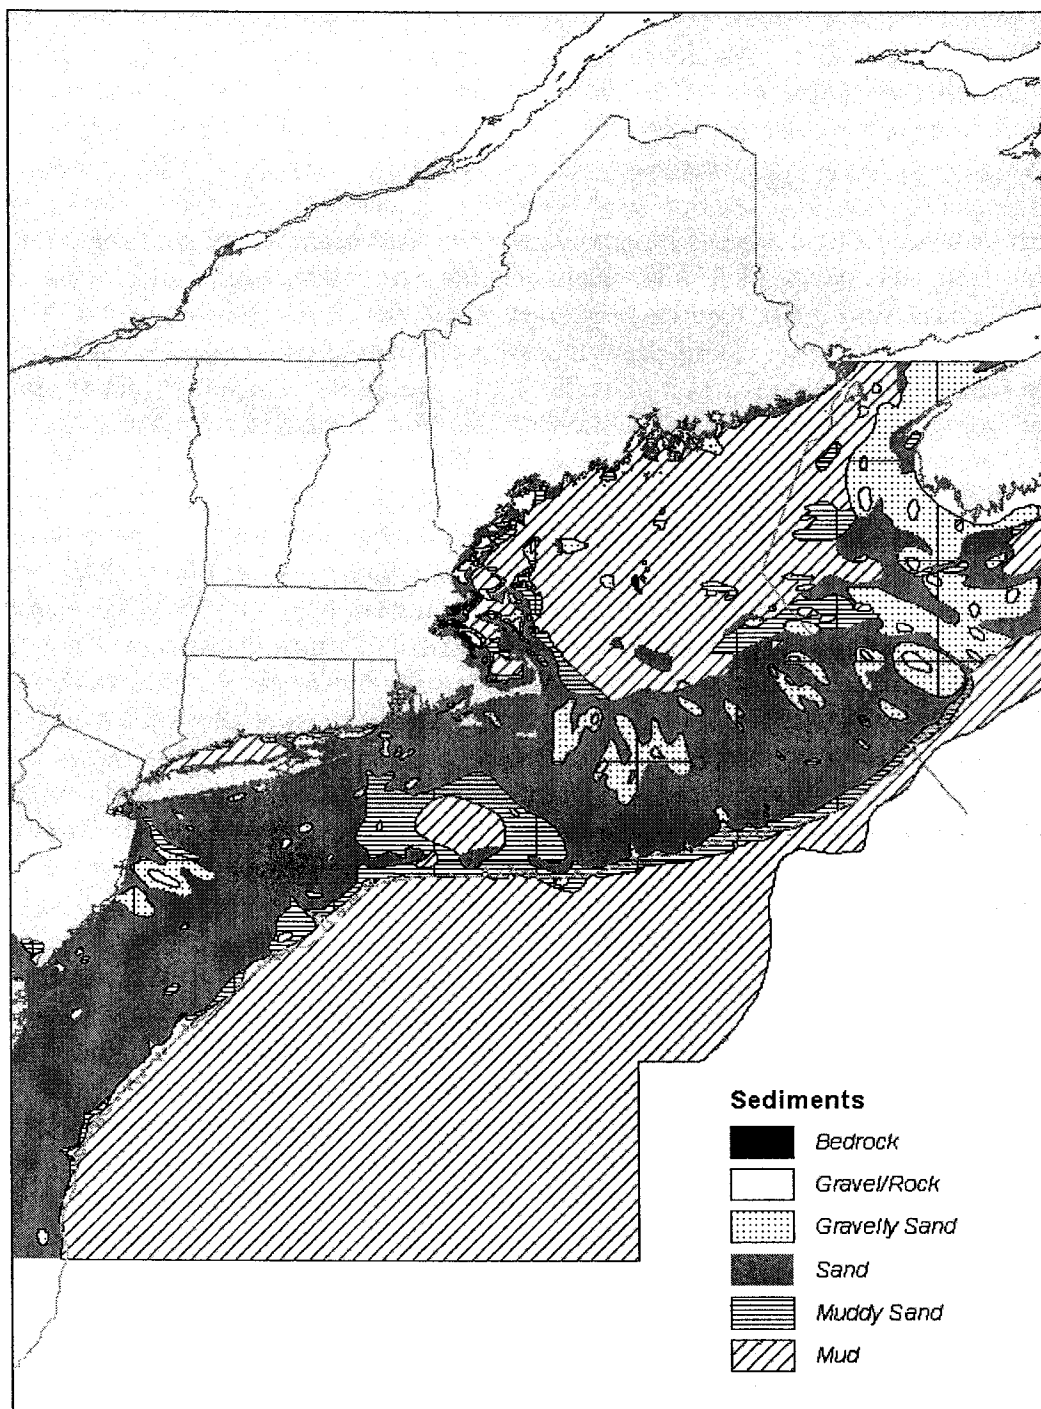 Sediments
Bedrock
Gravel/Rock
Gravelly Sand
Sand
Muddy Sand
Mud